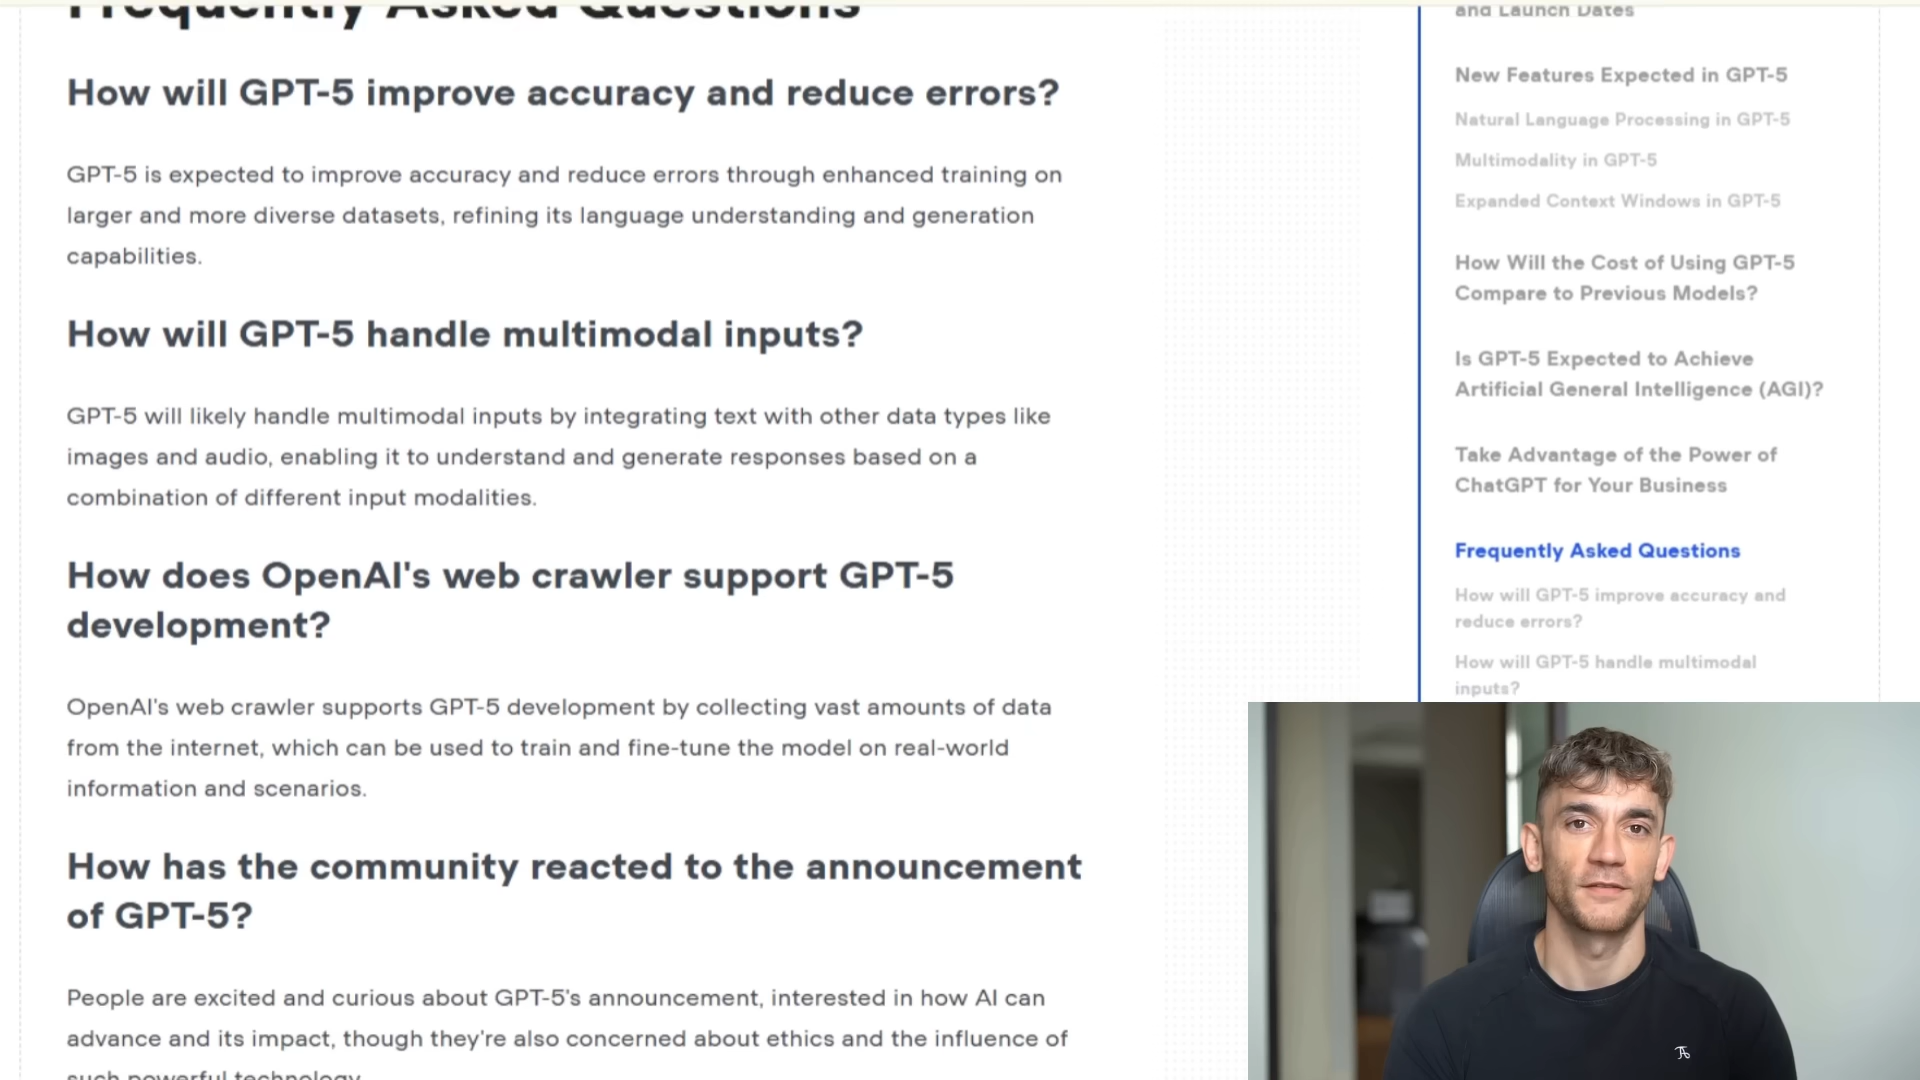 Frequently Asked Questions
How will GPT-5 improve accuracy and reduce errors?
GPT-5 is expected to improve accuracy and reduce errors through enhanced training on
larger and more diverse datasets, refining its language understanding and generation
capabilities.
How will GPT-5 handle multimodal inputs?
GPT-5 will likely handle multimodal inputs by integrating text with other data types like
images and audio, enabling it to understand and generate responses based on a
combination of different input modalities.
How does OpenAI's web crawler support GPT-5
development?
OpenAI's web crawler supports GPT-5 development by collecting vast amounts of data
from the internet, which can be used to train and fine-tune the model on real-world
information and scenarios.
How has the community reacted to the announcement
of GPT-5?
People are excited and curious about GPT-5's announcement, interested in how AI can
advance and its impact, though they're also concerned about ethics and the influence of
such powerful technology.
and Launch Dates
New Features Expected in GPT-5
Natural Language Processing in GPT-5
Multimodality in GPT-5
Expanded Context Windows in GPT-5
How Will the Cost of Using GPT-5
Compare to Previous Models?
Is GPT-5 Expected to Achieve
Artificial General Intelligence (AGI)?
Take Advantage of the Power of
ChatGPT for Your Business
Frequently Asked Questions
How will GPT-5 improve accuracy and
reduce errors?
How will GPT-5 handle multimodal
inputs?